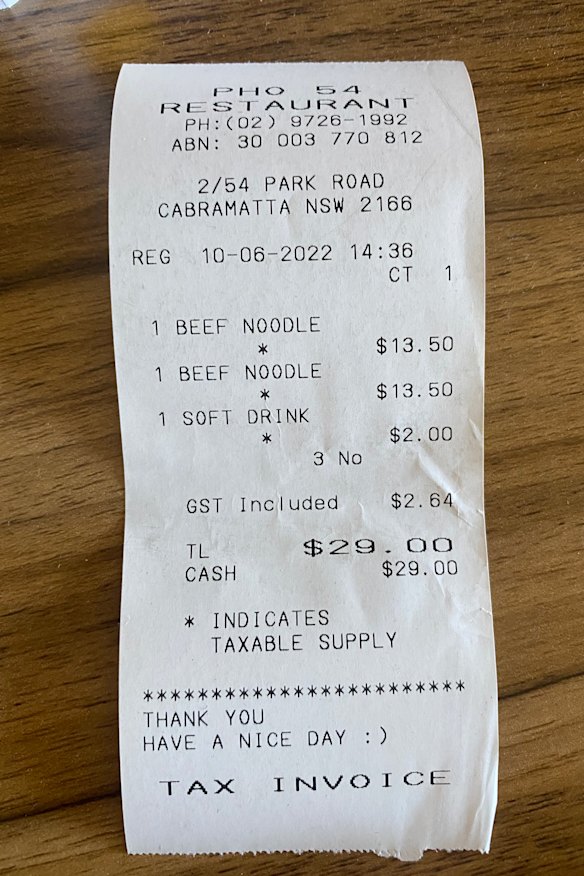 PHO 54
RESTAURANT
PH:(02) 9726-1992
ABN: 30 003 770 812
2/54 PARK ROAD
CABRAMATTA NSW 2166
REG 10-06-2022 14:36
CT 1
1 BEEF NOODLE
* $13.50
1 BEEF NOODLE
* $13.50
1 SOFT DRINK
* $2.00
3 No
GST Included $2.64
TL $29.00
CASH $29.00
* INDICATES
TAXABLE SUPPLY
************************
THANK YOU
HAVE A NICE DAY :)
TAX INVOICE